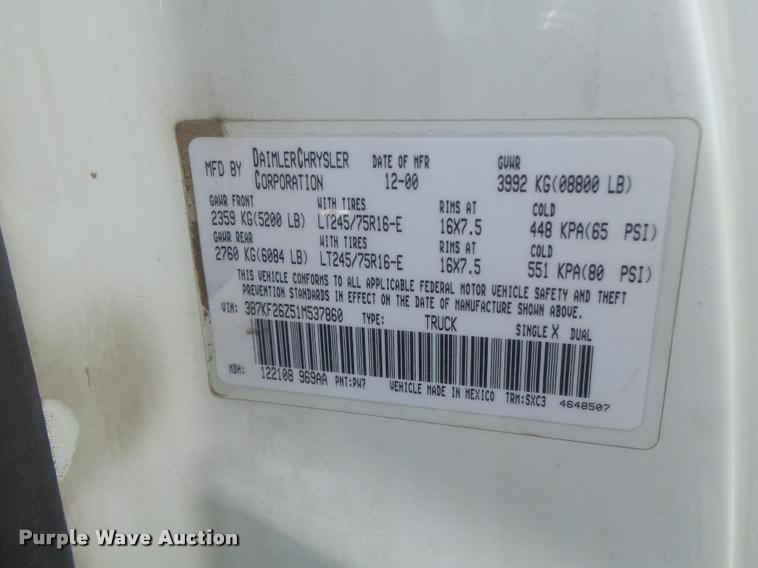 MFD BY DAIMLERCHRYSLER CORPORATION DATE OF MFR 12-00 GVWR 3992 KG(08800 LB)
GAWR FRONT WITH TIRES RIMS AT COLD
2359 KG(5200 LB) LT245/75R16-E 16X7.5 448 KPA(65 PSI)
GAWR REAR WITH TIRES RIMS AT COLD
2760 KG(6084 LB) LT245/75R16-E 16X7.5 551 KPA(80 PSI)
THIS VEHICLE CONFORMS TO ALL APPLICABLE FEDERAL MOTOR VEHICLE SAFETY AND THEFT
PREVENTION STANDARDS IN EFFECT ON THE DATE OF MANUFACTURE SHOWN ABOVE.
VIN: 3B7KF26Z51M537860 TYPE: TRUCK SINGLE X DUAL
MDH: 122108 969AA PNT:PW7 VEHICLE MADE IN MEXICO TRM:SXC3 4648507
Purple Wave Auction